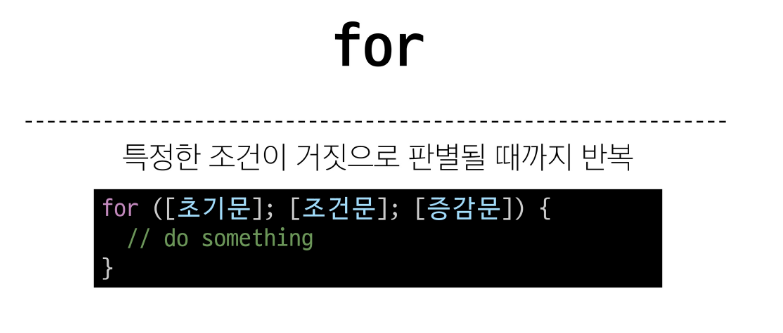 for
특정한 조건이 거짓으로 판별될 때까지 반복
for ([초기문]; [조건문]; [증감문]) {
  // do something
}